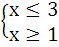 x ≤ 3
x ≥ 1